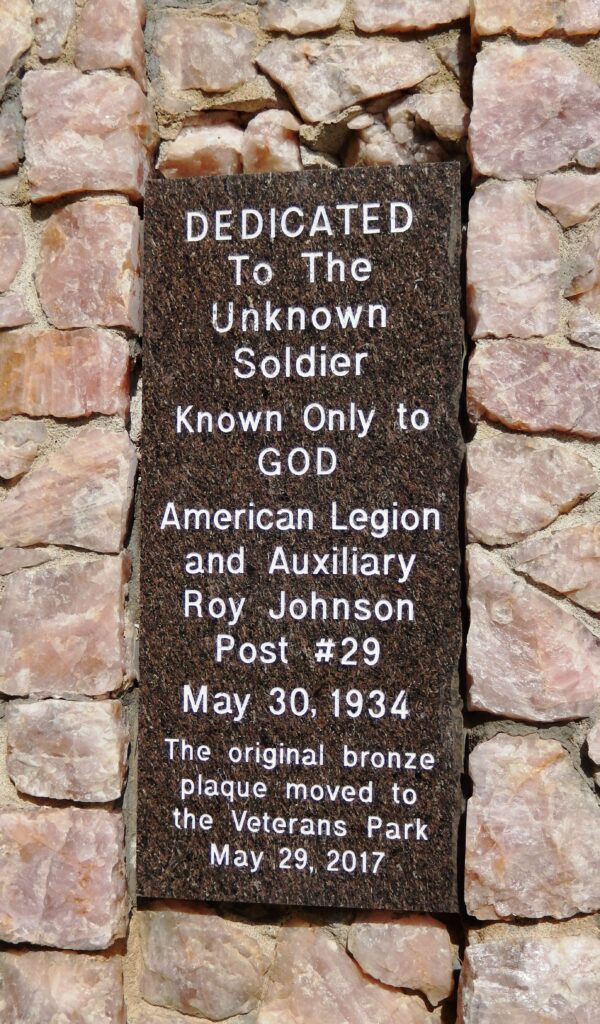 DEDICATED
To The
Unknown
Soldier
Known Only to
GOD
American Legion
and Auxiliary
Roy Johnson
Post #29
May 30, 1934
The original bronze
plaque moved to
the Veterans Park
May 29, 2017